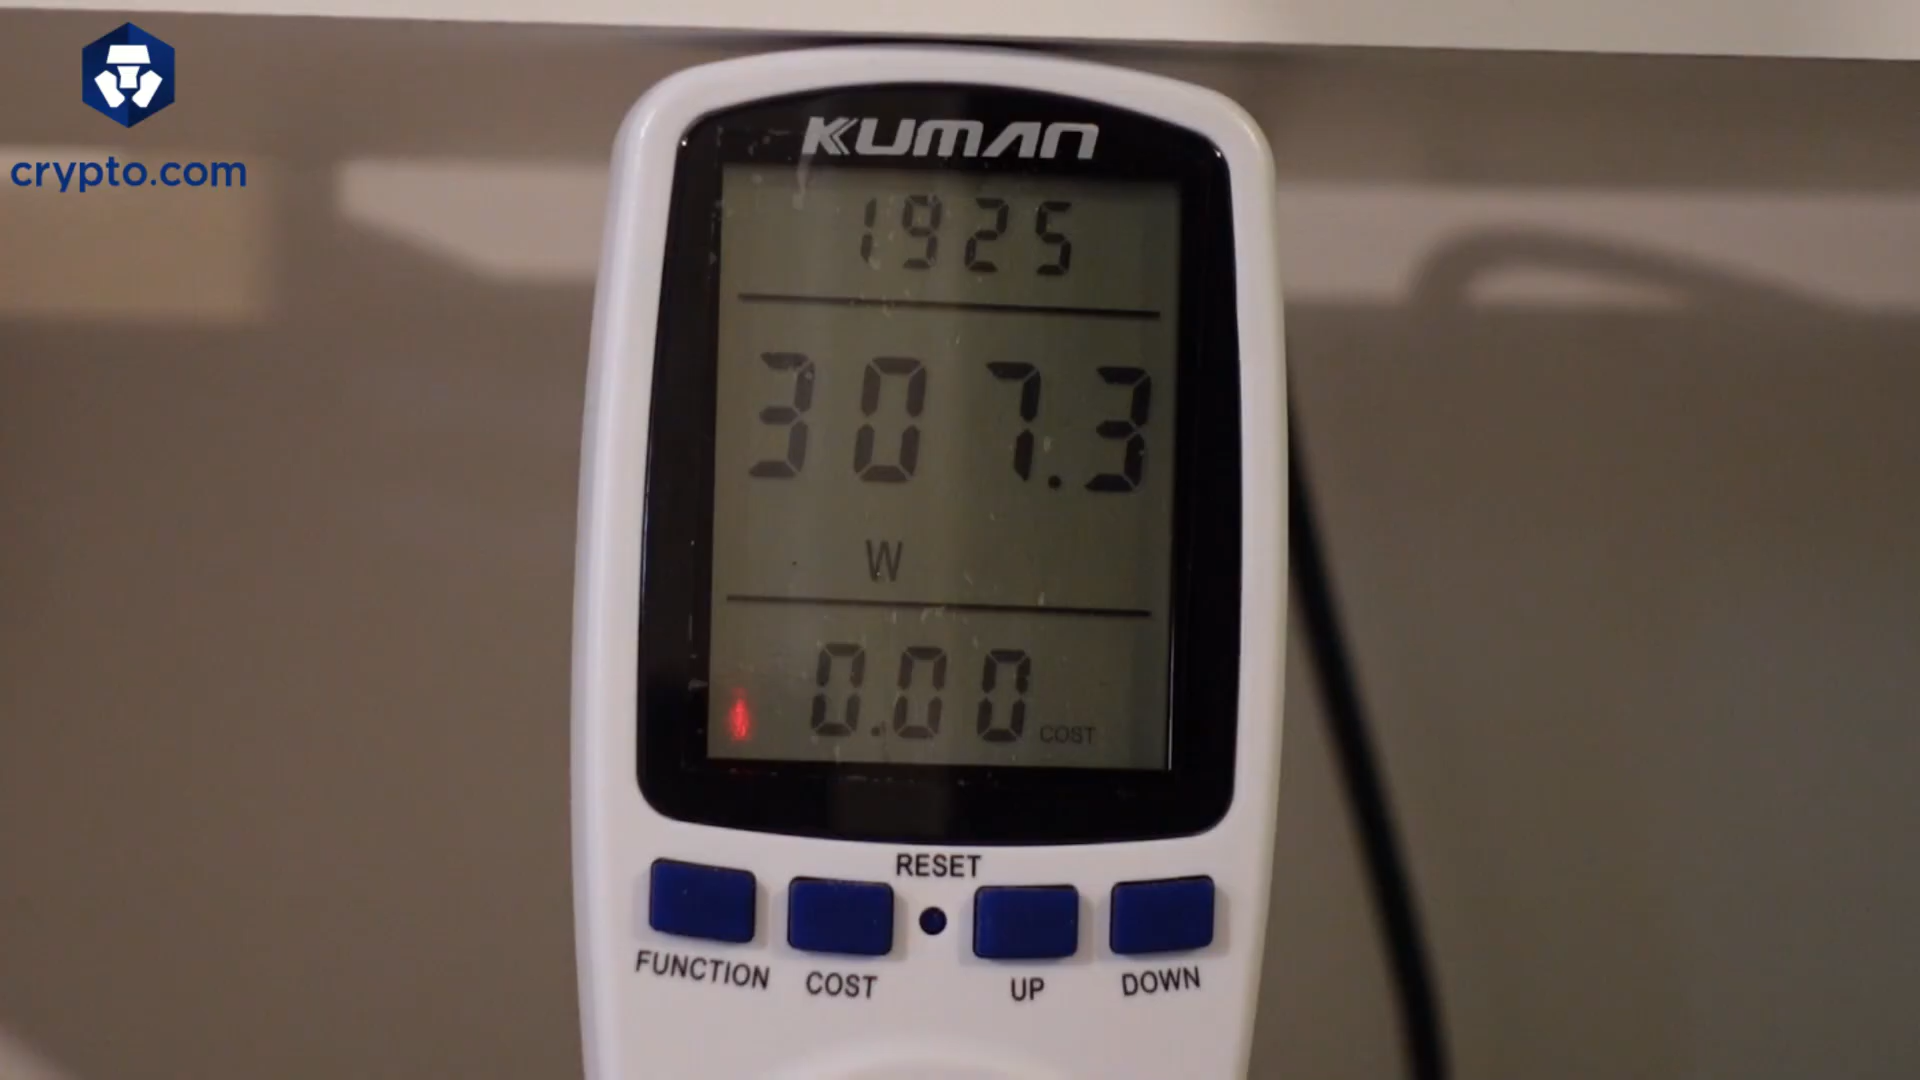 crypto.com
KUMAN
1925
307.3
W
0.00 COST
RESET
FUNCTION COST UP DOWN